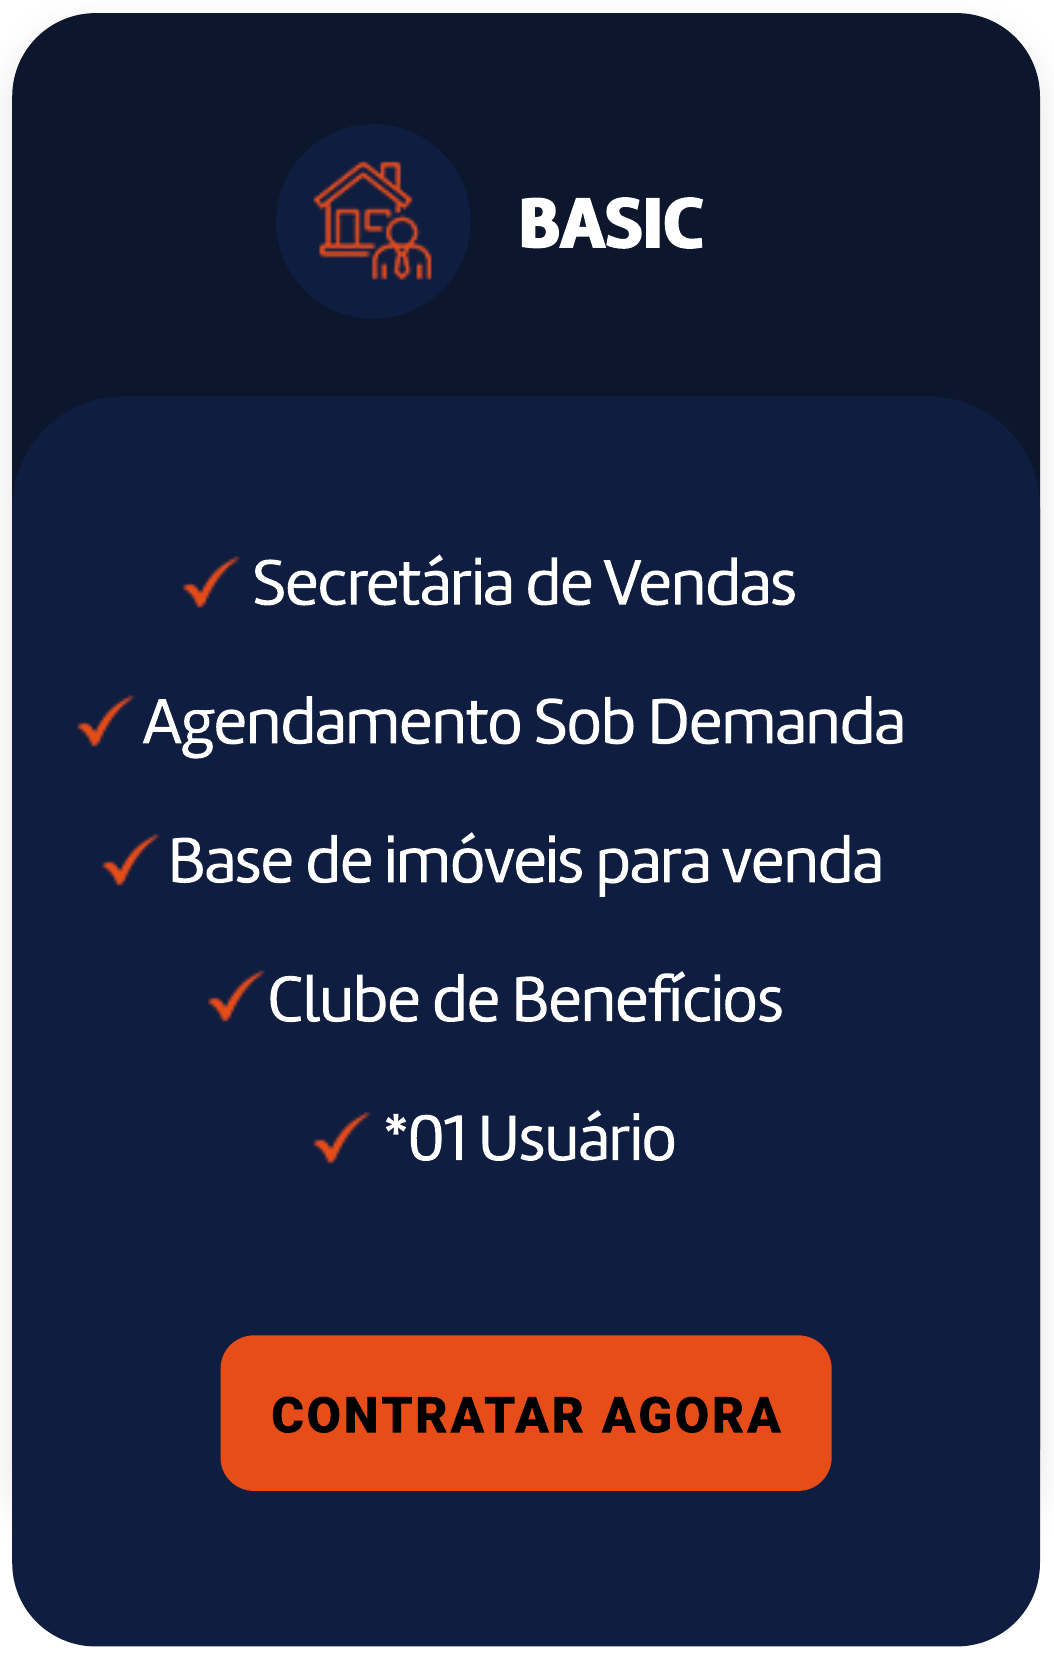 BASIC
Secretária de Vendas
Agendamento Sob Demanda
Base de imóveis para venda
Clube de Benefícios
*01 Usuário
CONTRATAR AGORA